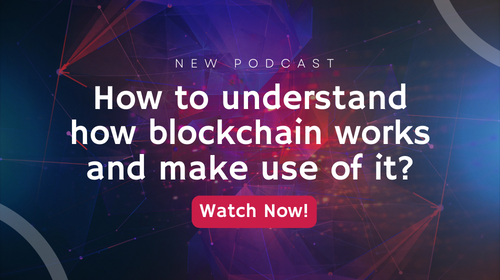 NEW PODCAST
How to understand
how blockchain works
and make use of it?
Watch Now!